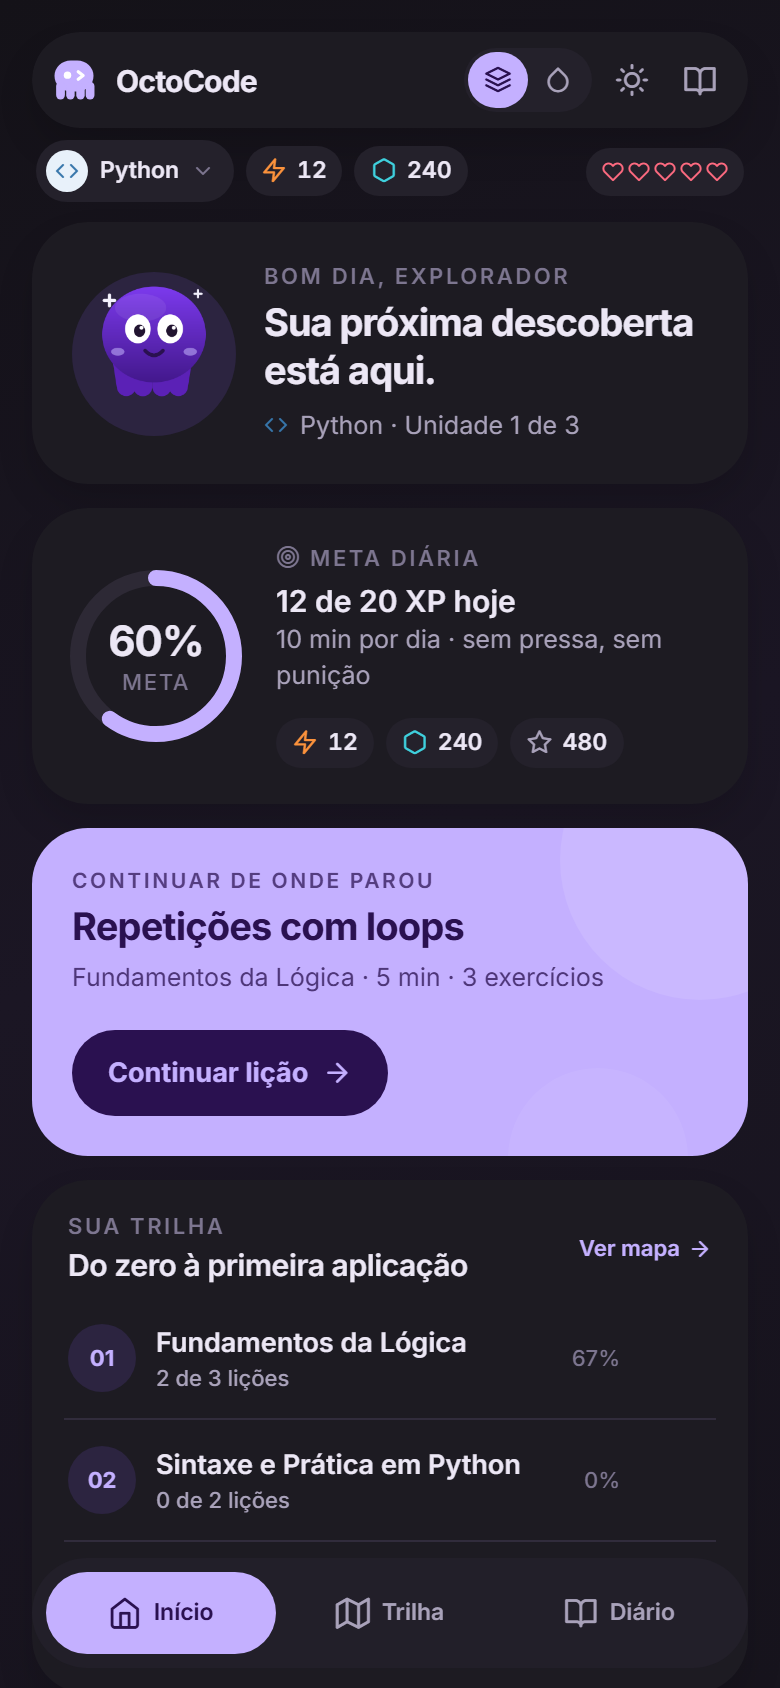 OctoCode
Python
12
240
BOM DIA, EXPLORADOR
Sua próxima descoberta
está aqui.
Python · Unidade 1 de 3
60%
META
META DIÁRIA
12 de 20 XP hoje
10 min por dia · sem pressa, sem
punição
12
240
480
CONTINUAR DE ONDE PAROU
Repetições com loops
Fundamentos da Lógica · 5 min · 3 exercícios
Continuar lição
SUA TRILHA
Do zero à primeira aplicação
Ver mapa
01
Fundamentos da Lógica
2 de 3 lições
67%
02
Sintaxe e Prática em Python
0 de 2 lições
0%
Início
Trilha
Diário